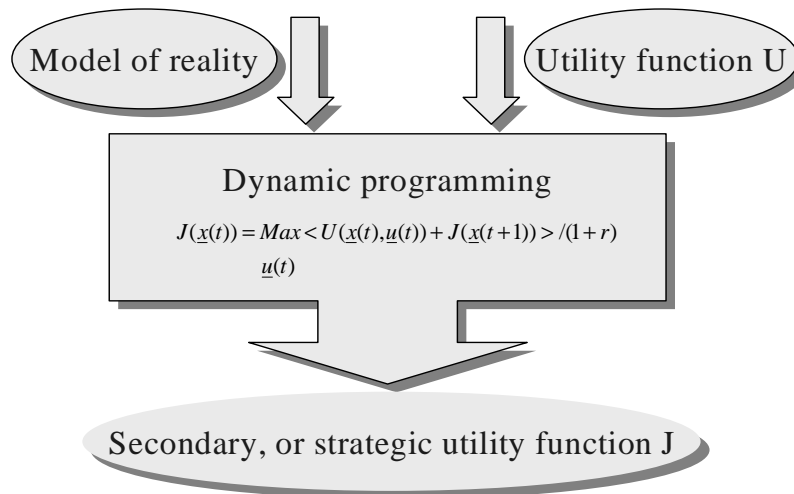 Model of reality
Utility function U
Dynamic programming
J(x(t)) = Max < U(x(t),u(t)) + J(x(t+1)) > /(1+r)
u(t)
Secondary, or strategic utility function J